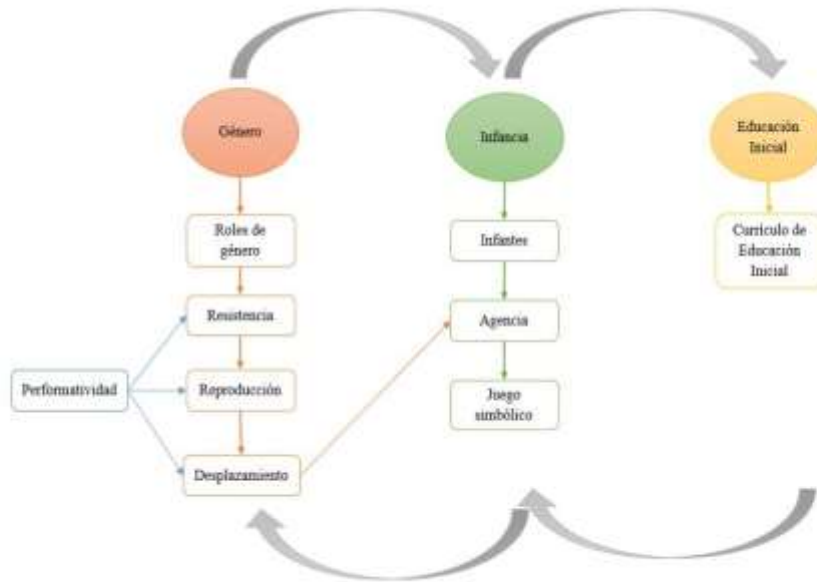 Género
Infancia
Educación
Inicial
Roles de
género
Infantes
Currículo de
Educación
Inicial
Resistencia
Agencia
Performatividad
Reproducción
Juego
simbólico
Desplazamiento